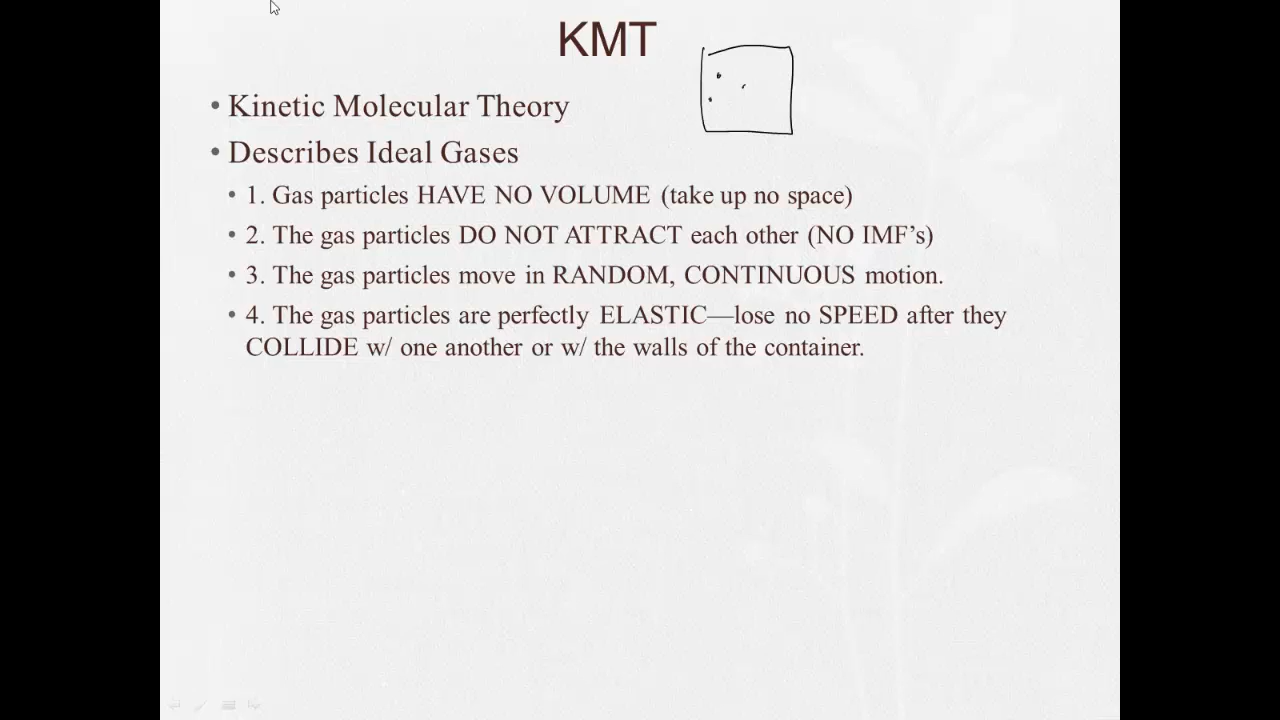 KMT
• Kinetic Molecular Theory
• Describes Ideal Gases
• 1. Gas particles HAVE NO VOLUME (take up no space)
• 2. The gas particles DO NOT ATTRACT each other (NO IMF’s)
• 3. The gas particles move in RANDOM, CONTINUOUS motion.
• 4. The gas particles are perfectly ELASTIC—lose no SPEED after they
COLLIDE w/ one another or w/ the walls of the container.